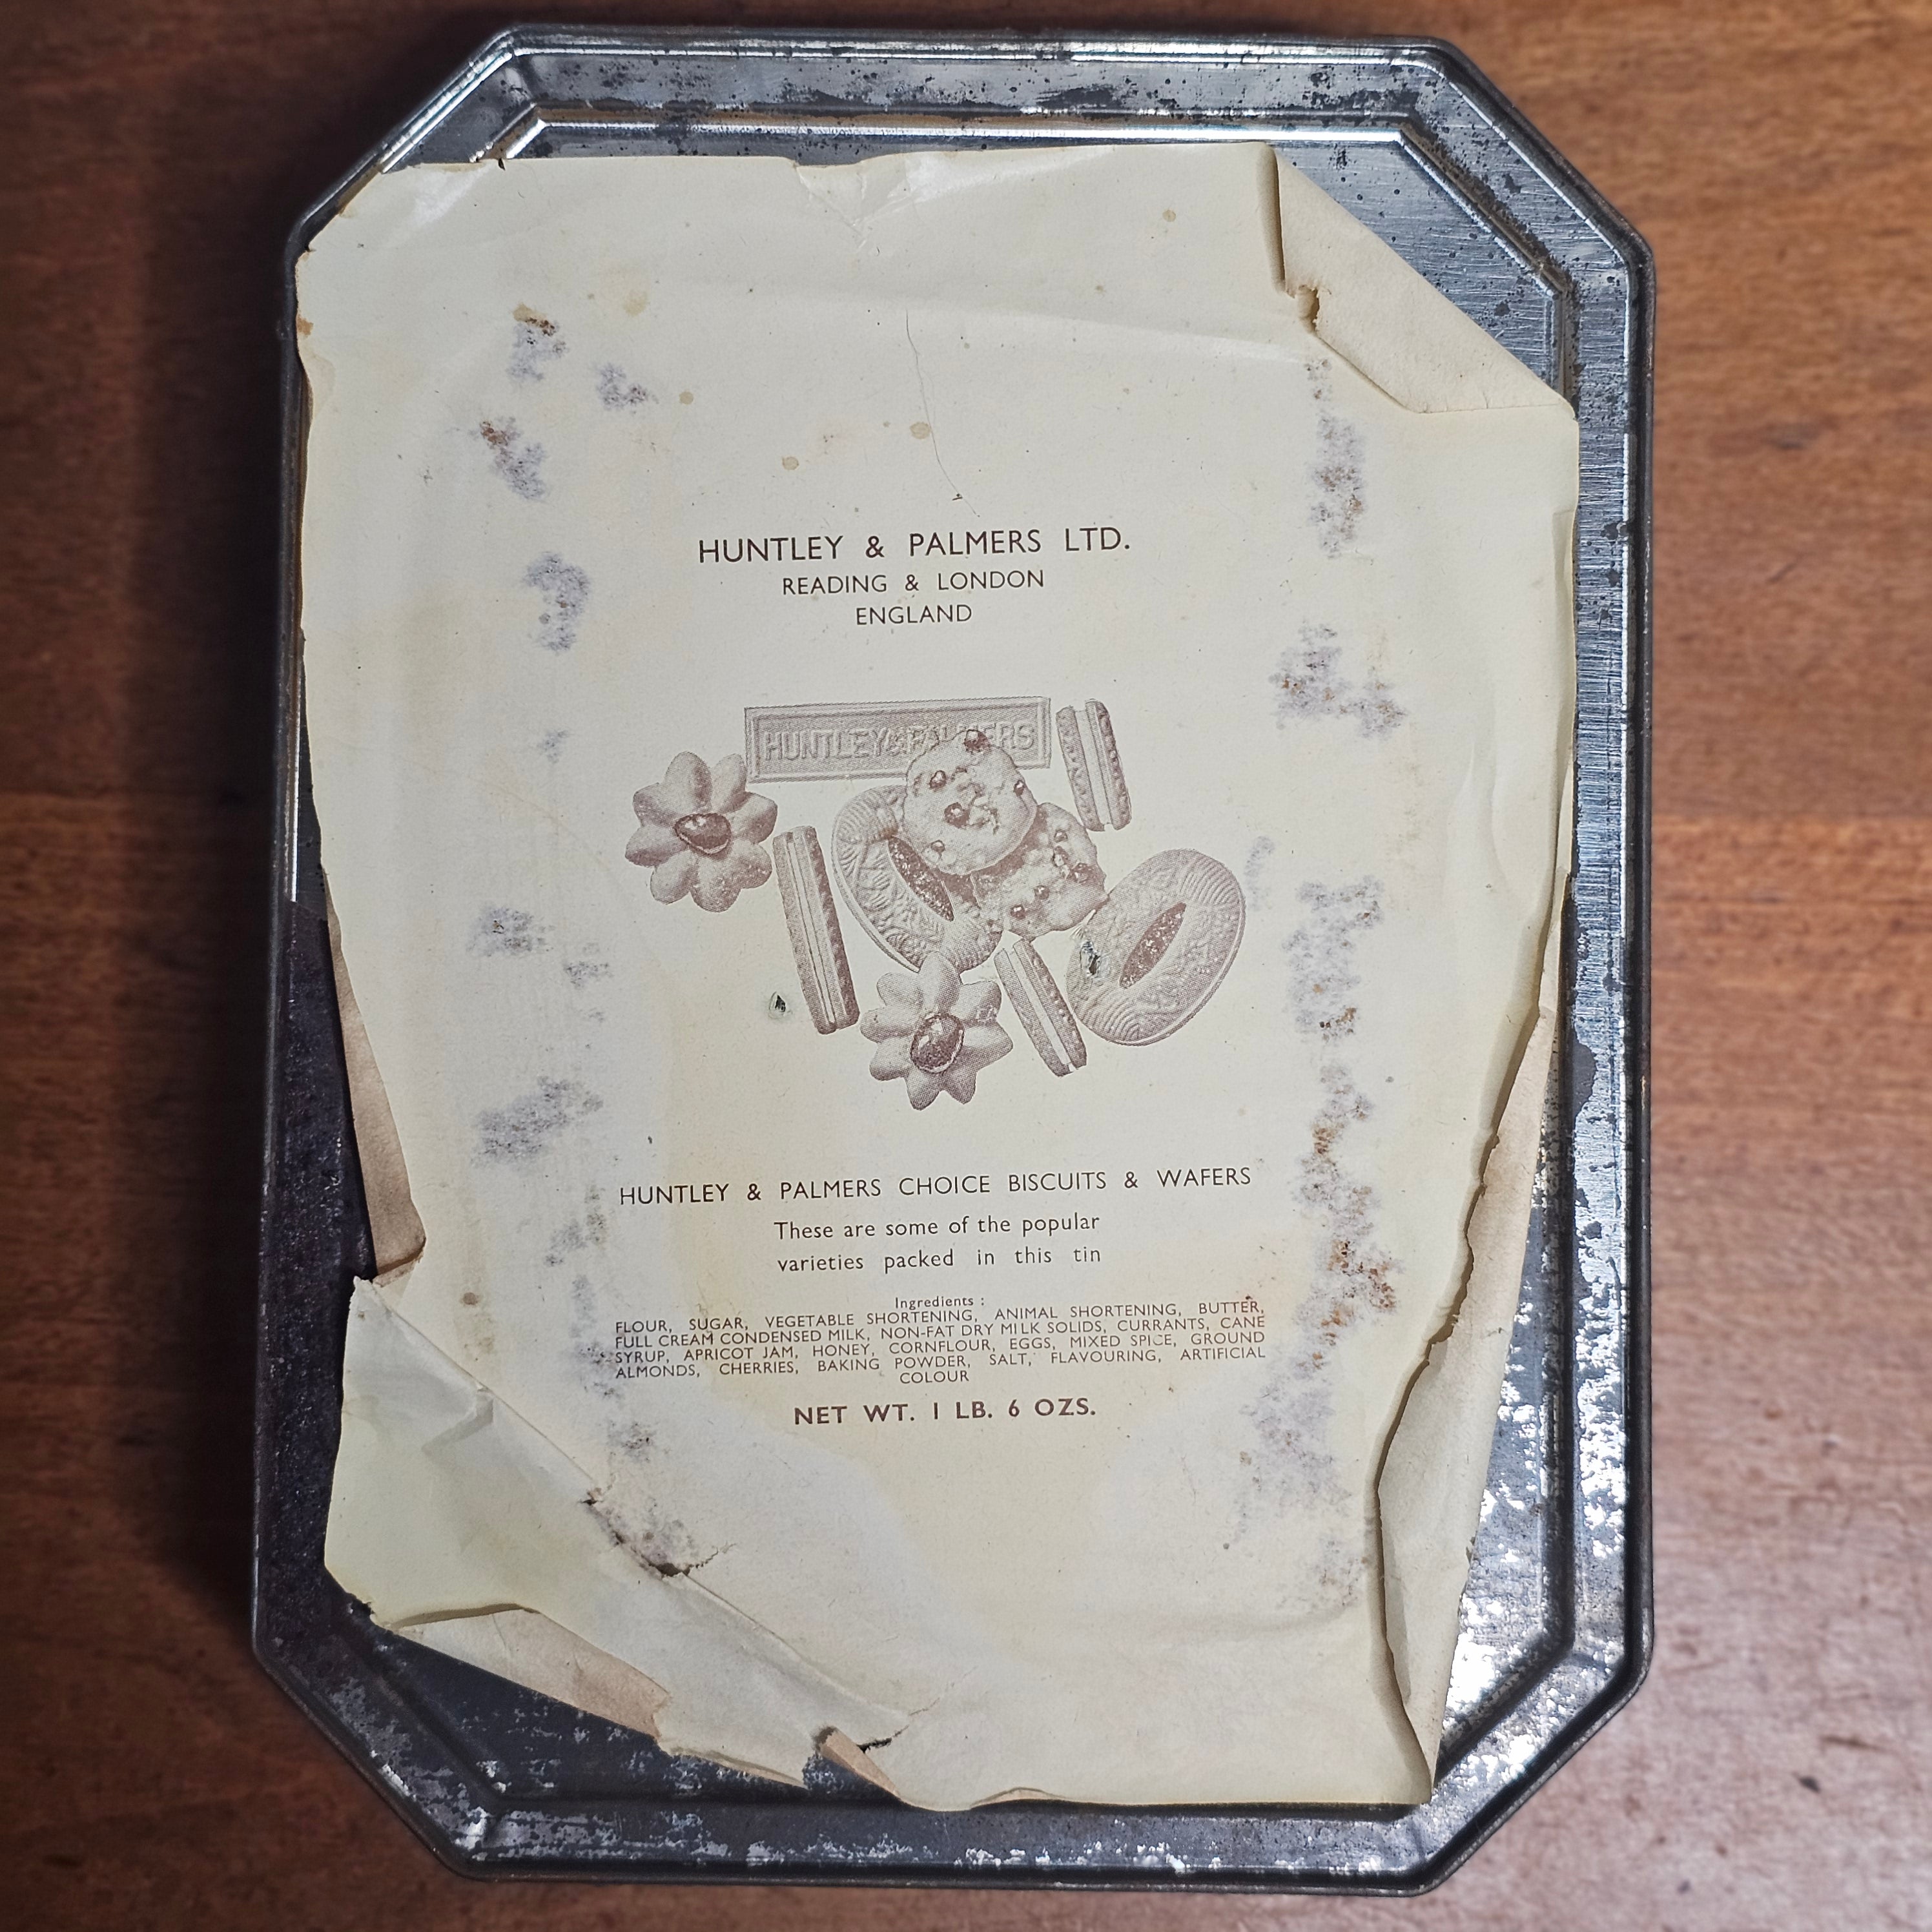 HUNTLEY & PALMERS LTD.
READING & LONDON
ENGLAND
HUNTLEY & PALMERS
HUNTLEY & PALMERS CHOICE BISCUITS & WAFERS
These are some of the popular
varieties packed in this tin
Ingredients :
FLOUR, SUGAR, VEGETABLE SHORTENING, ANIMAL SHORTENING, BUTTER,
FULL CREAM CONDENSED MILK, NON-FAT DRY MILK SOLIDS, CURRANTS, CANE
SYRUP, APRICOT JAM, HONEY, CORNFLOUR, EGGS, MIXED SPICE, GROUND
ALMONDS, CHERRIES, BAKING POWDER, SALT, FLAVOURING, ARTIFICIAL
COLOUR
NET WT. 1 LB. 6 OZS.